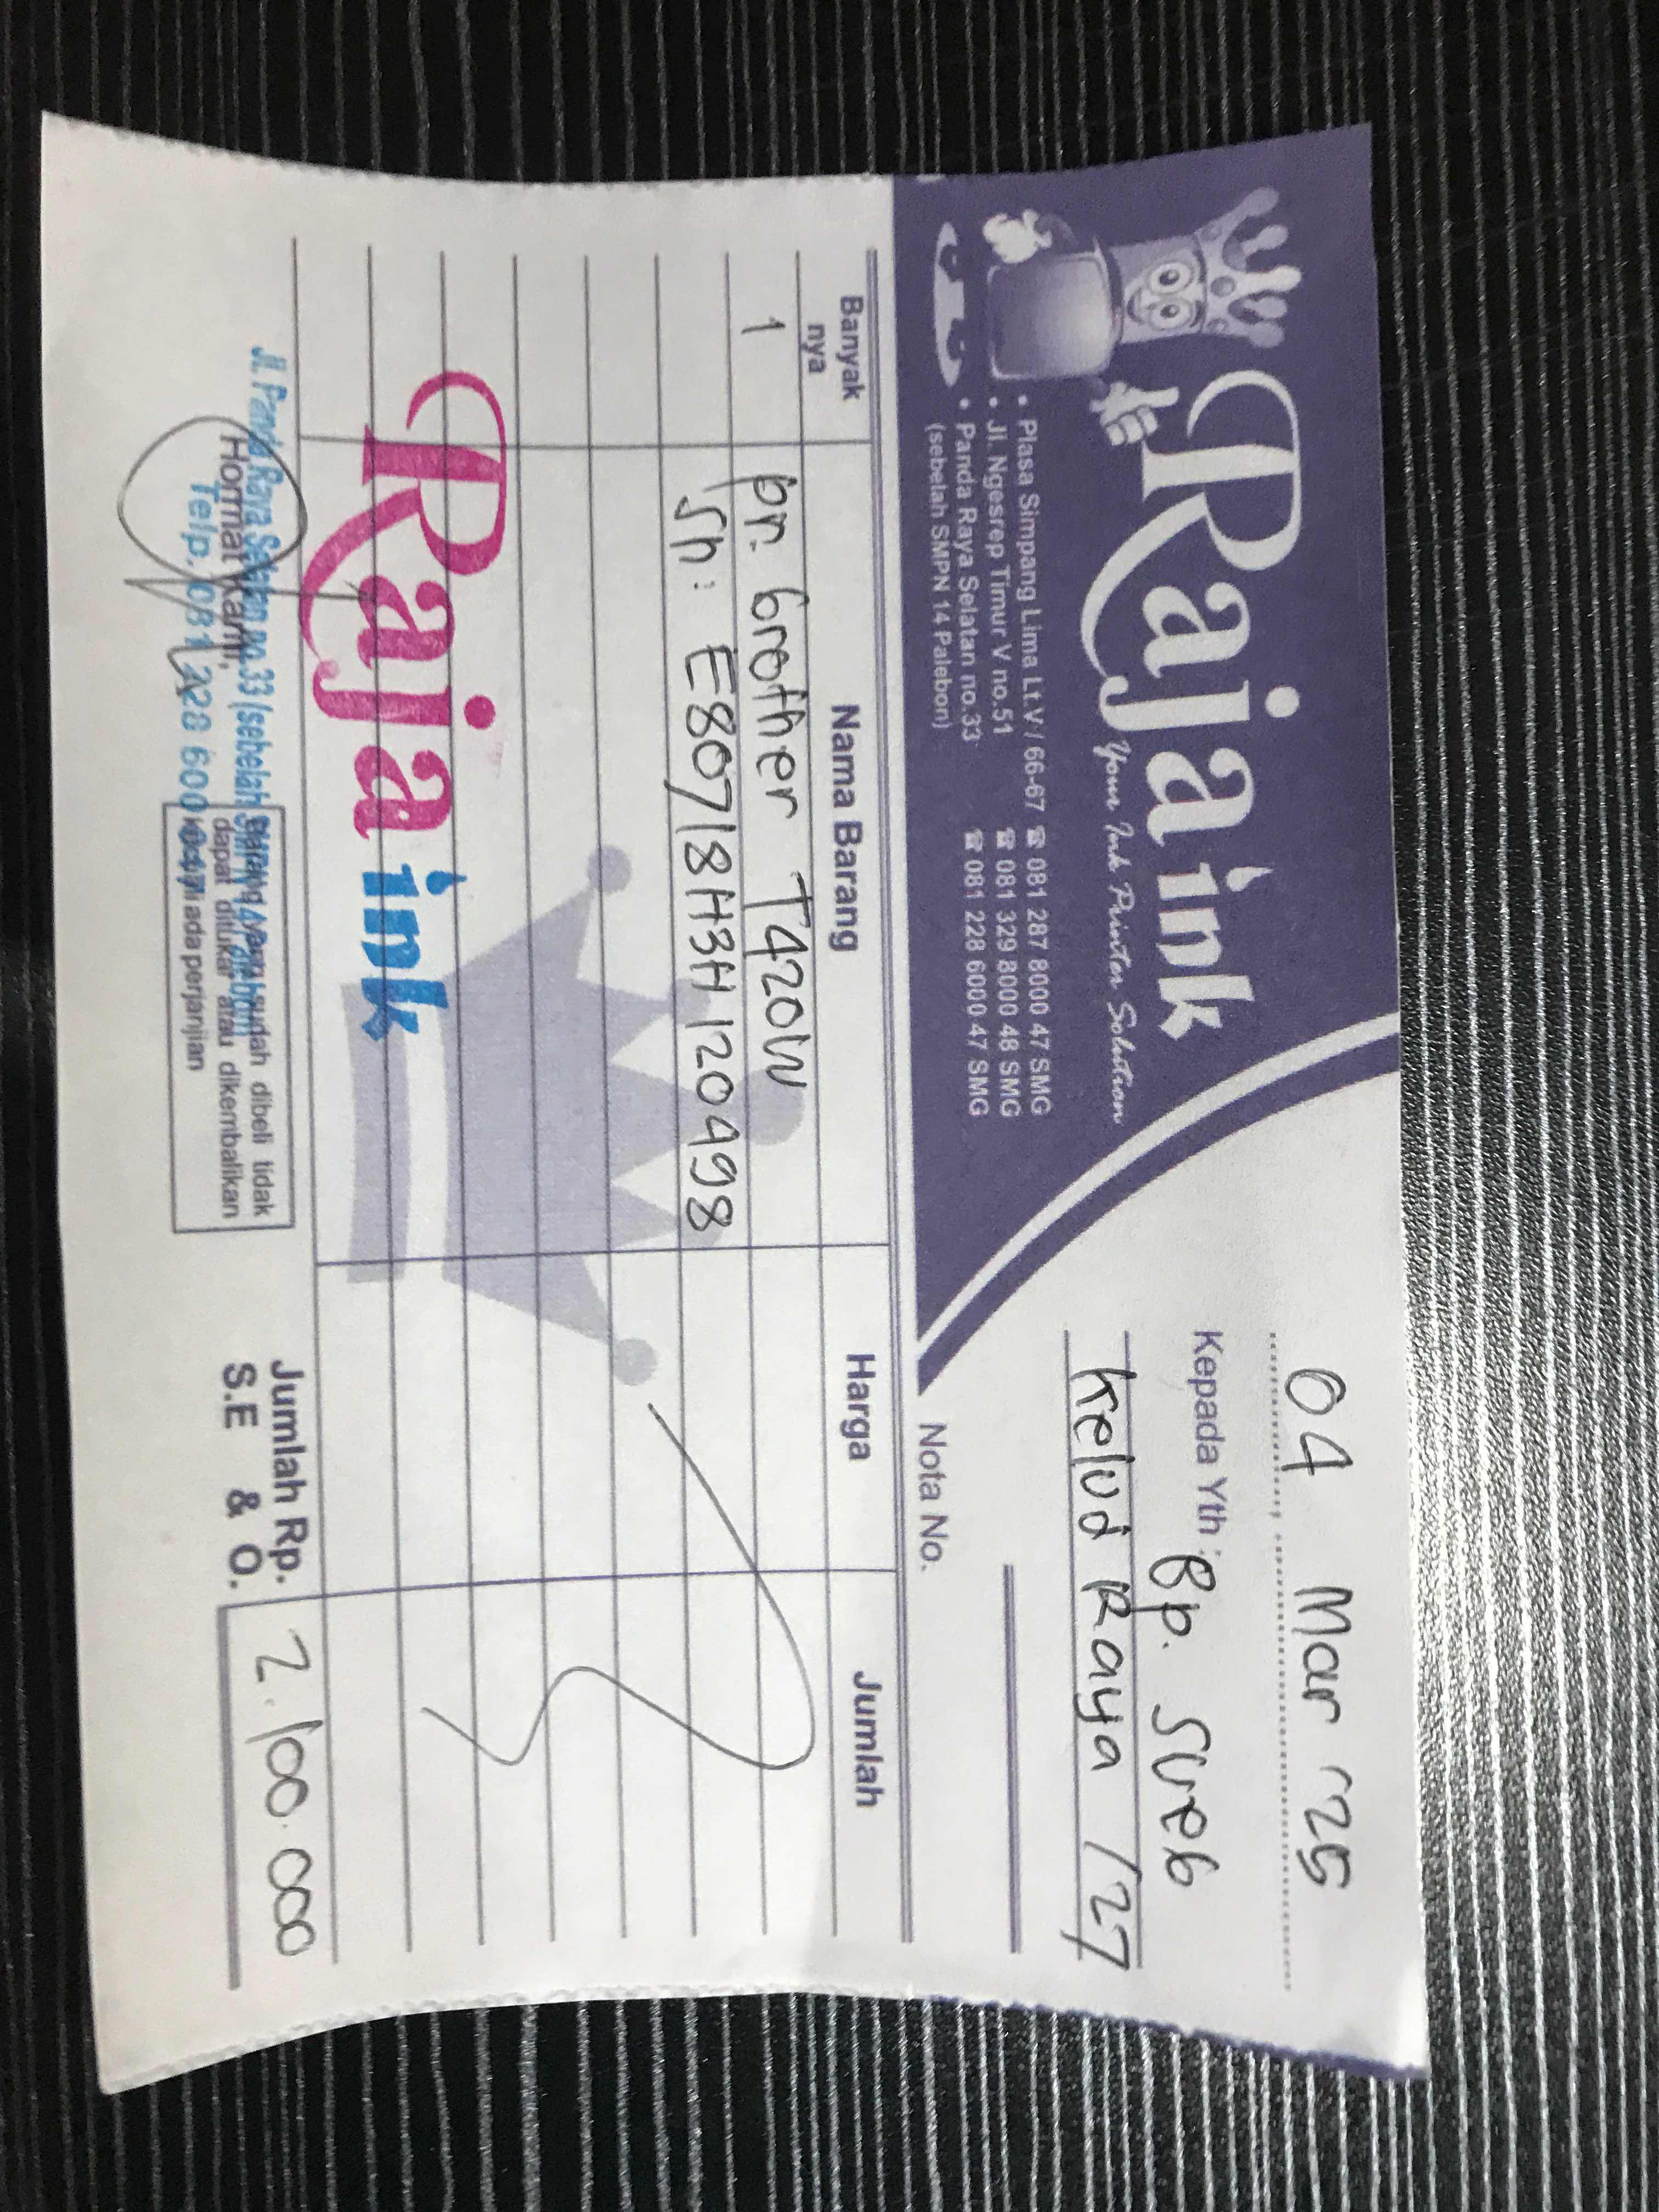 Raja ink
Your Ink Printer Solution
• Plasa Simpang Lima Lt.V / 66-67 ☎ 081 287 8000 47 SMG
• Jl. Ngesrep Timur V no.51 ☎ 081 329 8000 48 SMG
• Panda Raya Selatan no.33 ☎ 081 228 6000 47 SMG
(sebelah SMPN 14 Palebon)
04 Mar '25
Kepada Yth : Bp. Sueb
Kelud Raya 127
Nota No.
Banyak nya Nama Barang Harga Jumlah
1 pr. brother T420W
Sn: E80718H3H120498
Raja ink
Jl. Panda Raya Selatan no.33 (sebelah SMPN 14 Palebon)
Telp. 081 228 6000 47
Hormat Kami,
Barang yang sudah dibeli tidak
dapat ditukar atau dikembalikan
kecuali ada perjanjian
Jumlah Rp. 2.100.000
S.E & O.